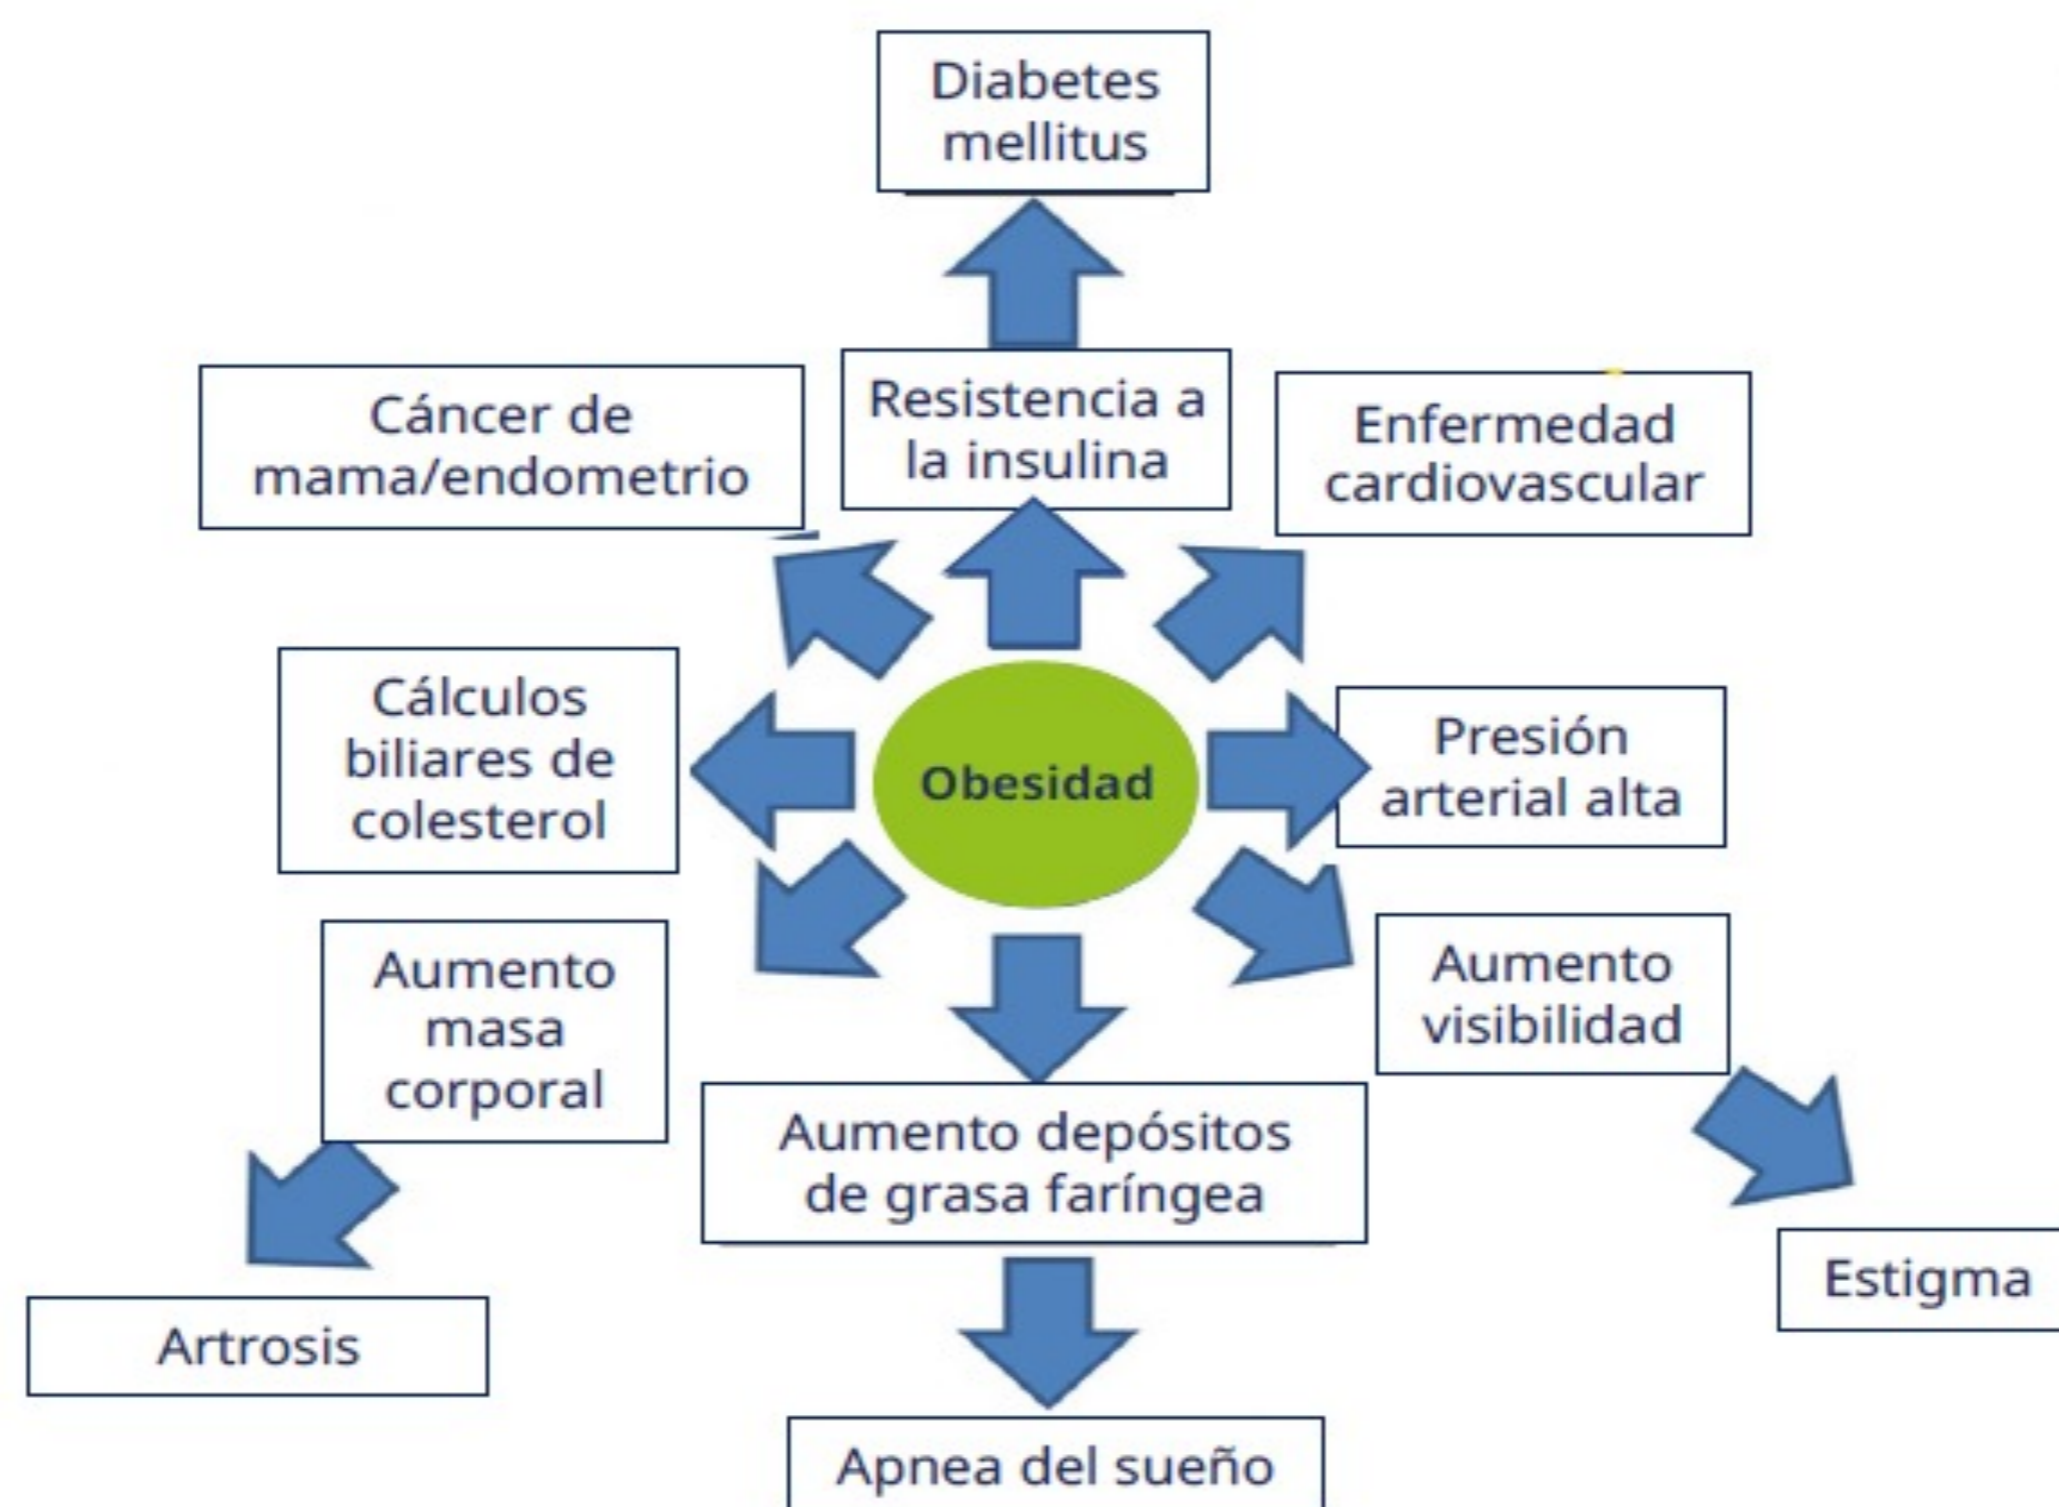 Diabetes
mellitus
Cáncer de
mama/endometrio
Resistencia a
la insulina
Enfermedad
cardiovascular
Cálculos
biliares de
colesterol
Obesidad
Presión
arterial alta
Aumento
masa
corporal
Aumento
visibilidad
Aumento depósitos
de grasa faríngea
Estigma
Artrosis
Apnea del sueño